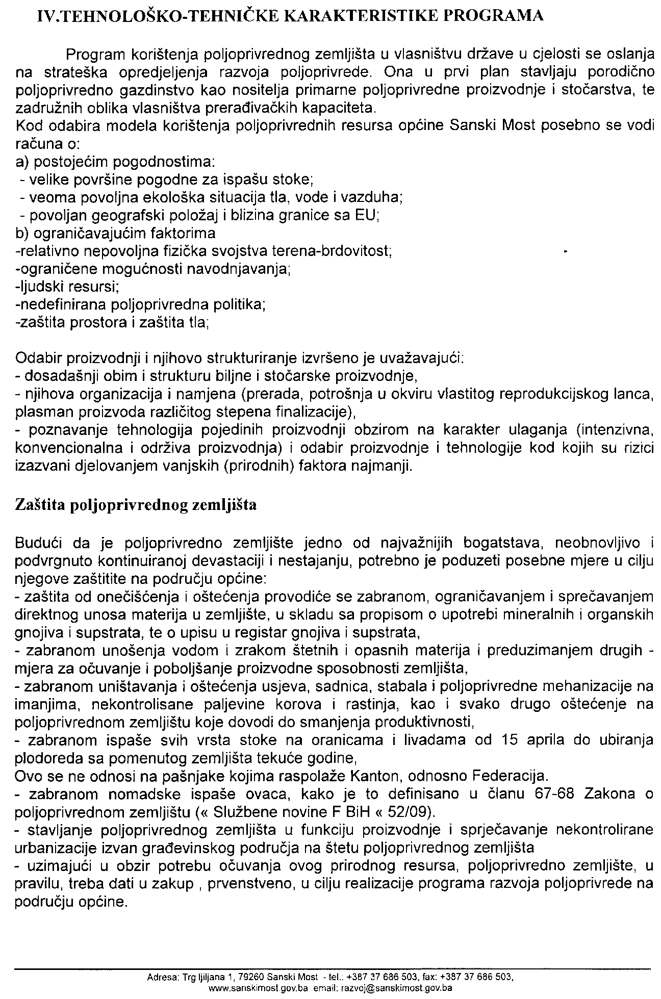 IV.TEHNOLOŠKO-TEHNIČKE KARAKTERISTIKE PROGRAMA
Program korištenja poljoprivrednog zemljišta u vlasništvu države u cjelosti se oslanja
na strateška opredjeljenja razvoja poljoprivrede. Ona u prvi plan stavljaju porodično
poljoprivredno gazdinstvo kao nositelja primarne poljoprivredne proizvodnje i stočarstva, te
zadružnih oblika vlasništva prerađivačkih kapaciteta.
Kod odabira modela korištenja poljoprivrednih resursa općine Sanski Most posebno se vodi
računa o:
a) postojećim pogodnostima:
- velike površine pogodne za ispašu stoke;
- veoma povoljna ekološka situacija tla, vode i vazduha;
- povoljan geografski položaj i blizina granice sa EU;
b) ograničavajućim faktorima
-relativno nepovoljna fizička svojstva terena-brdovitost;
-ograničene mogućnosti navodnjavanja;
-ljudski resursi;
-nedefinirana poljoprivredna politika;
-zaštita prostora i zaštita tla;
Odabir proizvodnji i njihovo strukturiranje izvršeno je uvažavajući:
- dosadašnji obim i strukturu biljne i stočarske proizvodnje,
- njihova organizacija i namjena (prerada, potrošnja u okviru vlastitog reprodukcijskog lanca,
plasman proizvoda različitog stepena finalizacije),
- poznavanje tehnologija pojedinih proizvodnji obzirom na karakter ulaganja (intenzivna,
konvencionalna i održiva proizvodnja) i odabir proizvodnje i tehnologije kod kojih su rizici
izazvani djelovanjem vanjskih (prirodnih) faktora najmanji.
Zaštita poljoprivrednog zemljišta
Budući da je poljoprivredno zemljište jedno od najvažnijih bogatstava, neobnovljivo i
podvrgnuto kontinuiranoj devastaciji i nestajanju, potrebno je poduzeti posebne mjere u cilju
njegove zaštitite na području općine:
- zaštita od onečišćenja i oštećenja provodiće se zabranom, ograničavanjem i sprečavanjem
direktnog unosa materija u zemljište, u skladu sa propisom o upotrebi mineralnih i organskih
gnojiva i supstrata, te o upisu u registar gnojiva i supstrata,
- zabranom unošenja vodom i zrakom štetnih i opasnih materija i preduzimanjem drugih -
mjera za očuvanje i poboljšanje proizvodne sposobnosti zemljišta,
- zabranom uništavanja i oštećenja usjeva, sadnica, stabala i poljoprivredne mehanizacije na
imanjima, nekontrolisane paljevine korova i rastinja, kao i svako drugo oštećenje na
poljoprivrednom zemljištu koje dovodi do smanjenja produktivnosti,
- zabranom ispaše svih vrsta stoke na oranicama i livadama od 15 aprila do ubiranja
plodoreda sa pomenutog zemljišta tekuće godine,
Ovo se ne odnosi na pašnjake kojima raspolaže Kanton, odnosno Federacija.
- zabranom nomadske ispaše ovaca, kako je to definisano u članu 67-68 Zakona o
poljoprivrednom zemljištu (« Službene novine F BiH « 52/09).
- stavljanje poljoprivrednog zemljišta u funkciju proizvodnje i sprječavanje nekontrolirane
urbanizacije izvan građevinskog područja na štetu poljoprivrednog zemljišta
- uzimajući u obzir potrebu očuvanja ovog prirodnog resursa, poljoprivredno zemljište, u
pravilu, treba dati u zakup , prvenstveno, u cilju realizacije programa razvoja poljoprivrede na
području općine.
Adresa: Trg ljiljana 1, 79260 Sanski Most - tel.: +387 37 686 503, fax: +387 37 686 503,
www.sanskimost.gov.ba email: razvoj@sanskimost.gov.ba